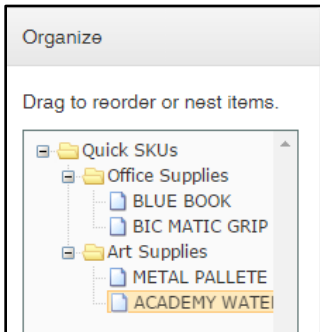 Organize
Drag to reorder or nest items.
Quick SKUs
Office Supplies
BLUE BOOK
BIC MATIC GRIP
Art Supplies
METAL PALLETE
ACADEMY WATE